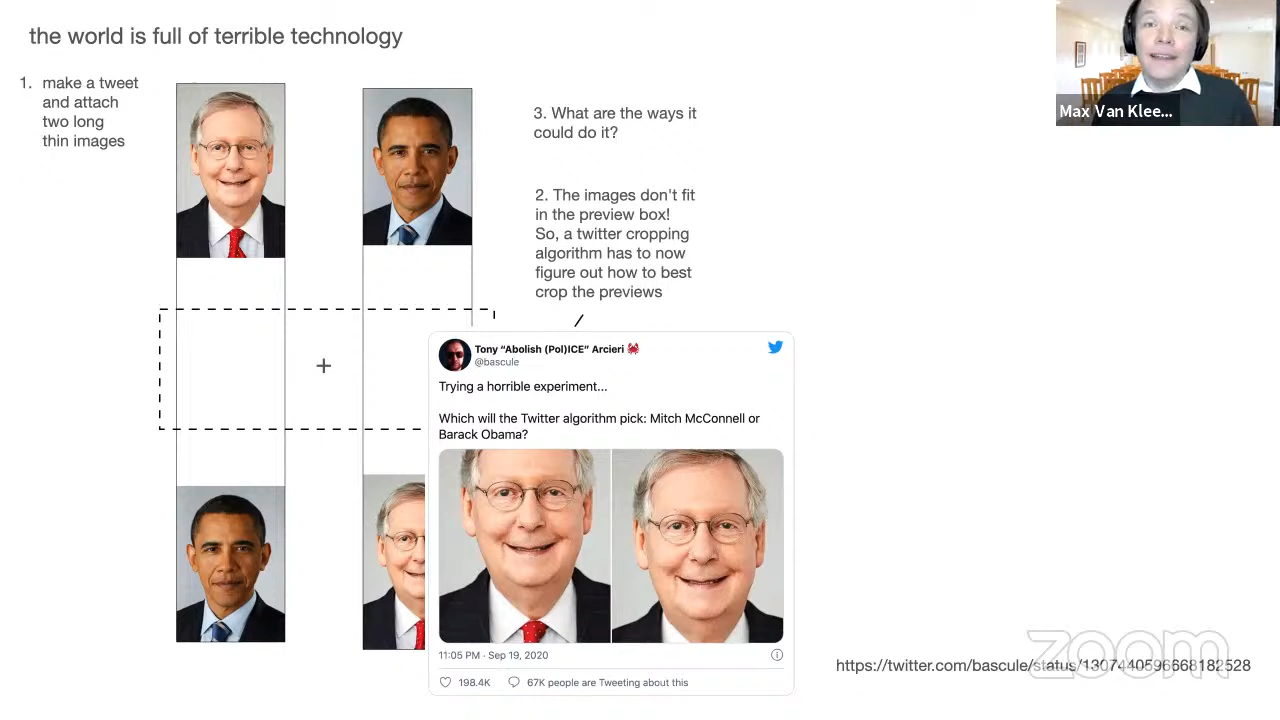 the world is full of terrible technology
1. make a tweet
and attach
two long
thin images
3. What are the ways it
could do it?
2. The images don't fit
in the preview box!
So, a twitter cropping
algorithm has to now
figure out how to best
crop the previews
+
Tony “Abolish (Pol)ICE” Arcieri 🦀
@bascule
Trying a horrible experiment...
Which will the Twitter algorithm pick: Mitch McConnell or
Barack Obama?
11:05 PM · Sep 19, 2020
198.4K
67K people are Tweeting about this
https://twitter.com/bascule/status/1307440596668182528
zoom
Max Van Klee...